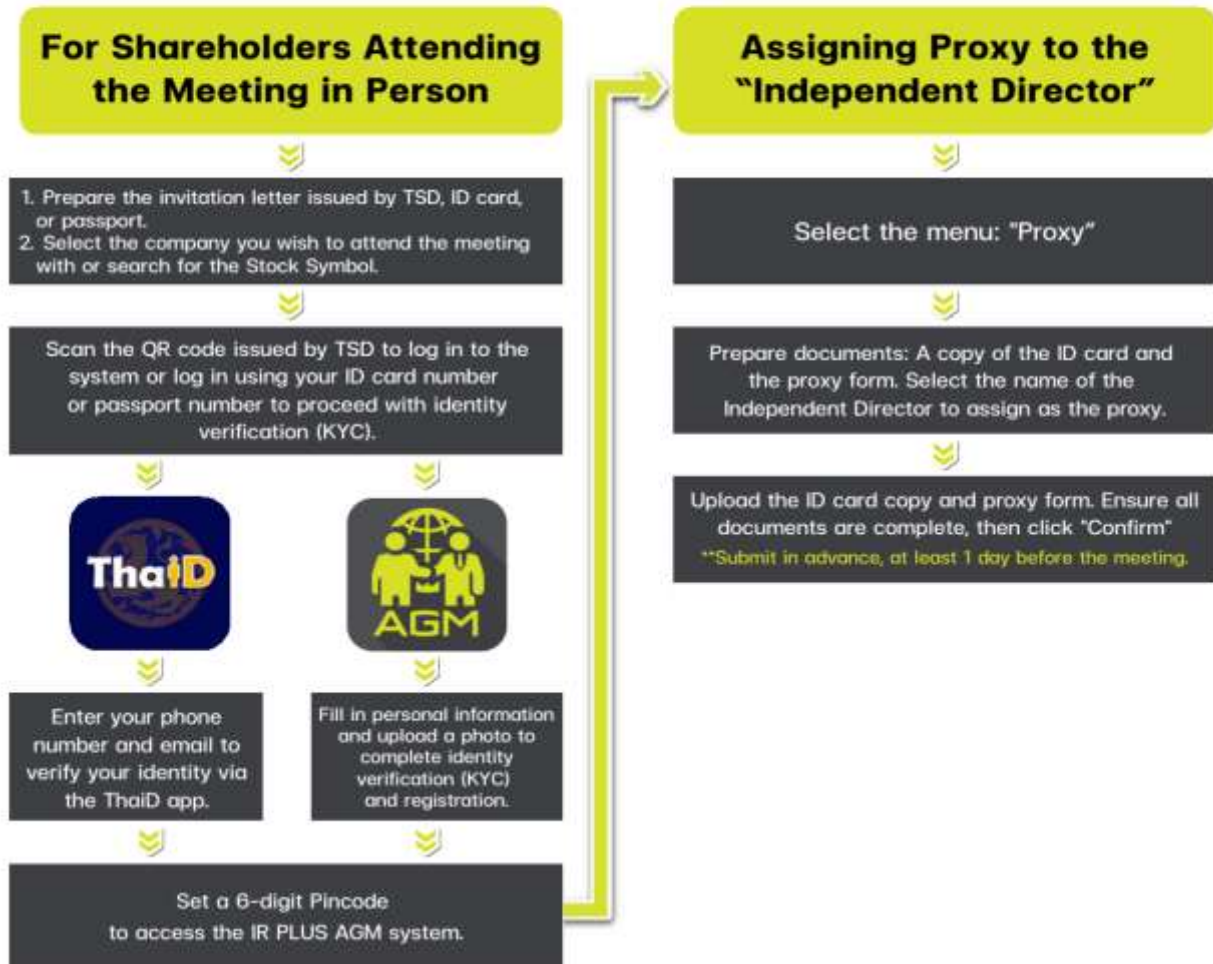 For Shareholders Attending
the Meeting in Person
1. Prepare the invitation letter issued by TSD, ID card,
or passport.
2. Select the company you wish to attend the meeting
with or search for the Stock Symbol.
Scan the QR code issued by TSD to log in to the
system or log in using your ID card number
or passport number to proceed with identity
verification (KYC).
ThaiD
AGM
Enter your phone
number and email to
verify your identity via
the ThaiD app.
Fill in personal information
and upload a photo to
complete identity
verification (KYC)
and registration.
Set a 6-digit Pincode
to access the IR PLUS AGM system.
Assigning Proxy to the
“Independent Director”
Select the menu: "Proxy"
Prepare documents: A copy of the ID card and
the proxy form. Select the name of the
Independent Director to assign as the proxy.
Upload the ID card copy and proxy form. Ensure all
documents are complete, then click "Confirm"
**Submit in advance, at least 1 day before the meeting.